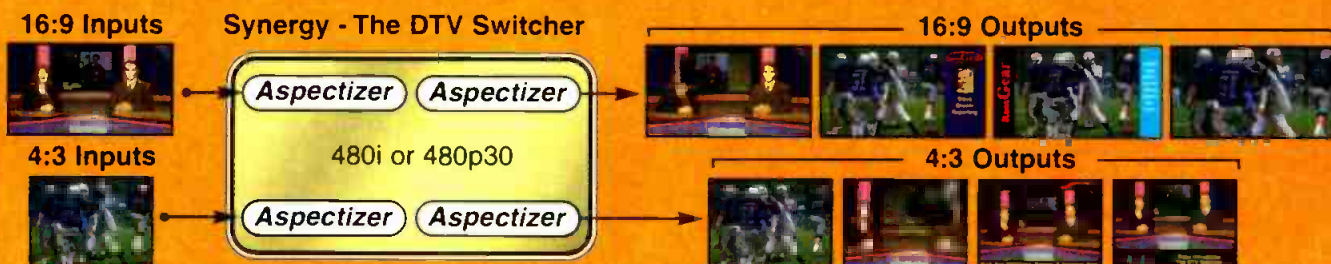 16:9 Inputs
Synergy - The DTV Switcher
16:9 Outputs
Aspectizer Aspectizer
480i or 480p30
4:3 Inputs
4:3 Outputs
Aspectizer Aspectizer